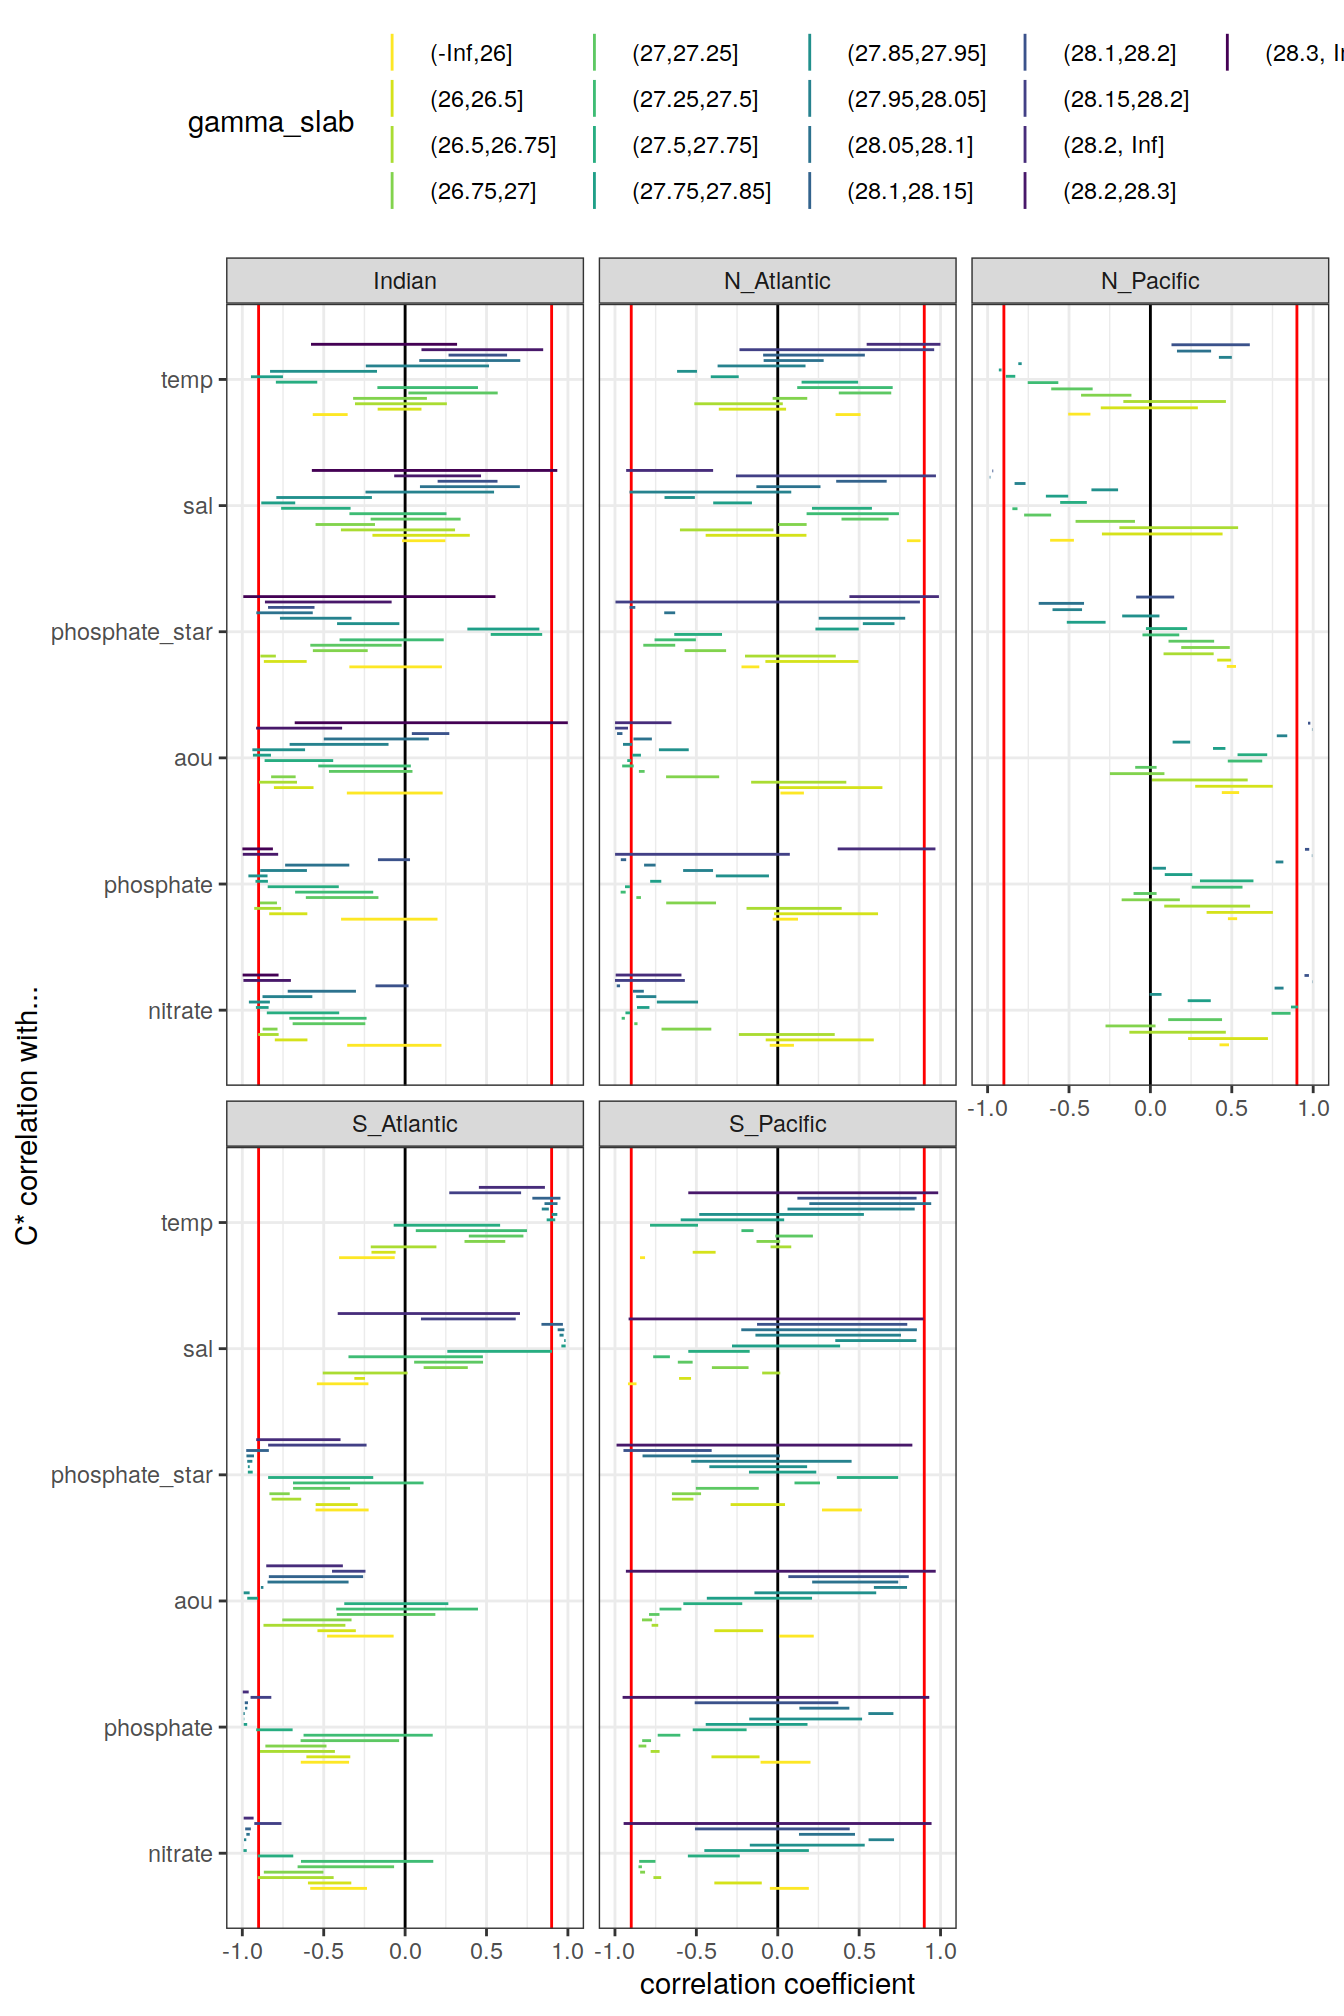 gamma_slab
(-Inf,26] (27,27.25] (27.85,27.95] (28.1,28.2] (28.3, I
(26,26.5] (27.25,27.5] (27.95,28.05] (28.15,28.2]
(26.5,26.75] (27.5,27.75] (28.05,28.1] (28.2, Inf]
(26.75,27] (27.75,27.85] (28.1,28.15] (28.2,28.3]
Indian N_Atlantic N_Pacific
temp
sal
phosphate_star
aou
phosphate
nitrate
-1.0 -0.5 0.0 0.5 1.0
S_Atlantic S_Pacific
temp
sal
phosphate_star
aou
phosphate
nitrate
-1.0 -0.5 0.0 0.5 1.0 -1.0 -0.5 0.0 0.5 1.0
correlation coefficient
C* correlation with...